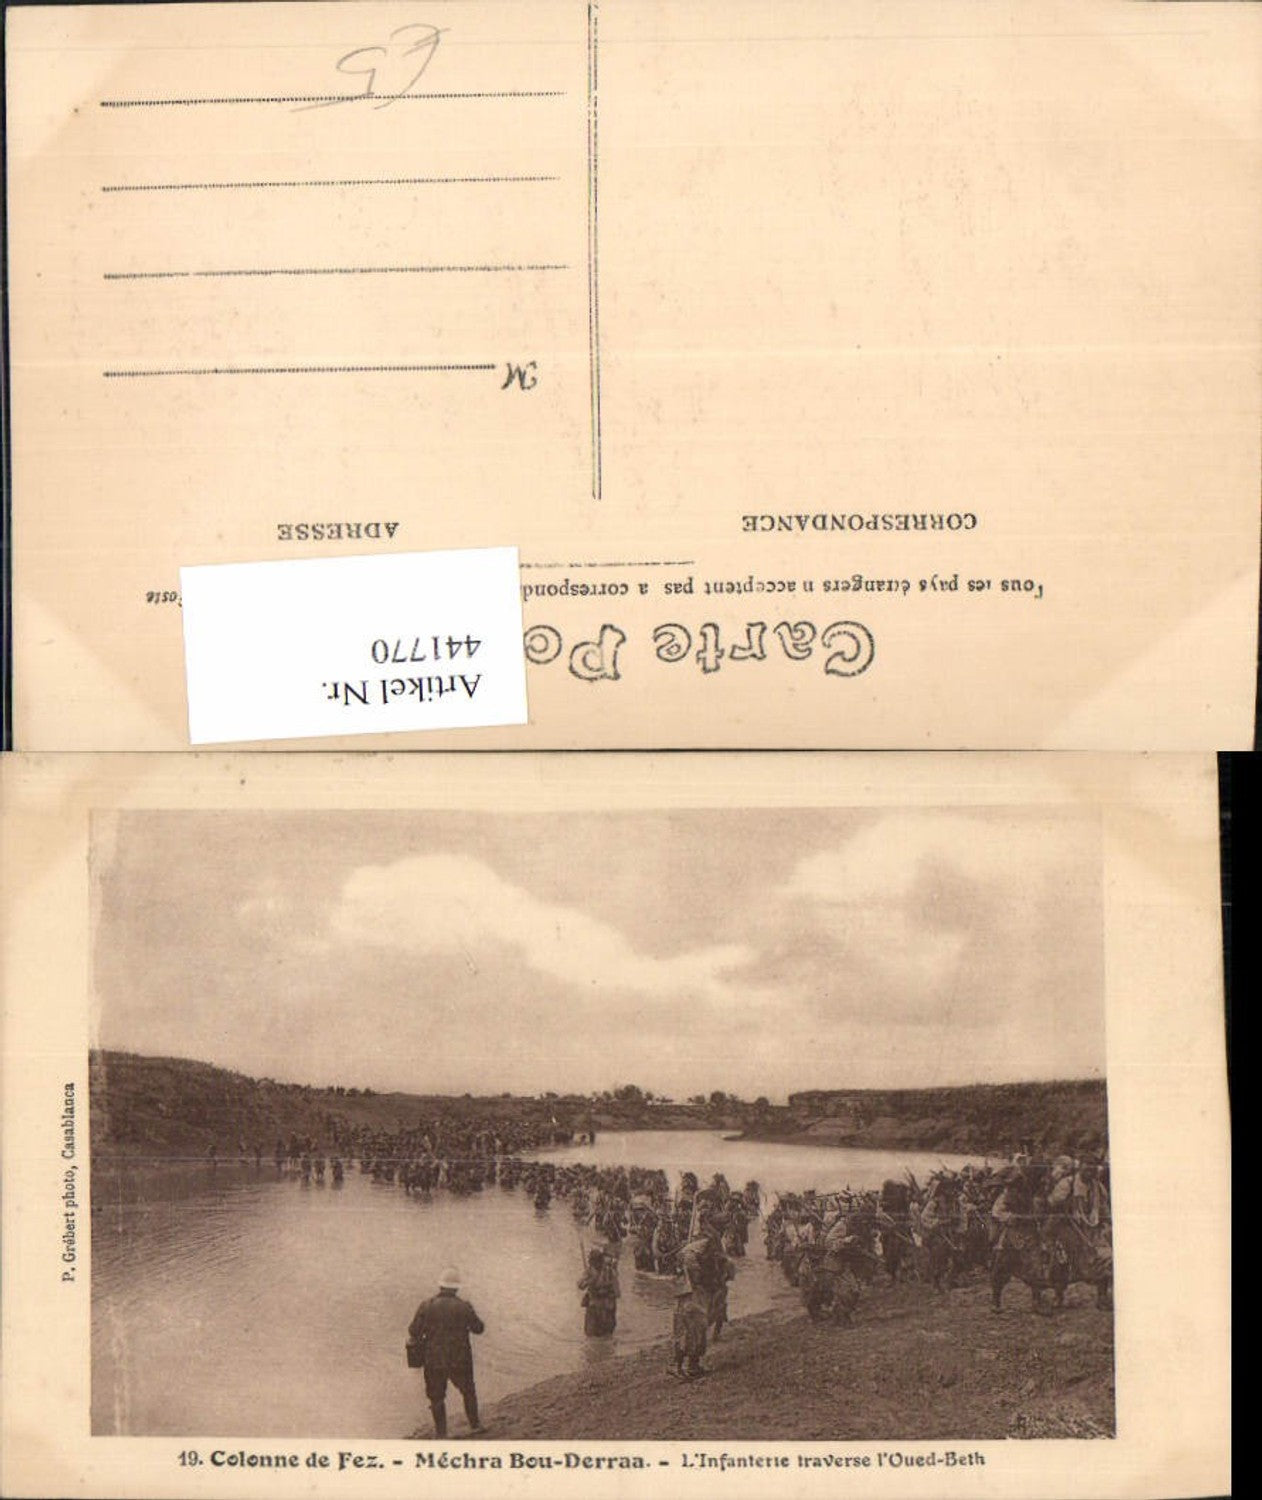 Carte Po
Tous les pays étrangers n'acceptent pas a correspond
CORRESPONDANCE
ADRESSE
M
Artikel Nr.
441770
P. Grébert photo, Casablanca
19. Colonne de Fez. - Méchra Bou-Derraa. - L'Infanterie traverse l'Oued-Beth